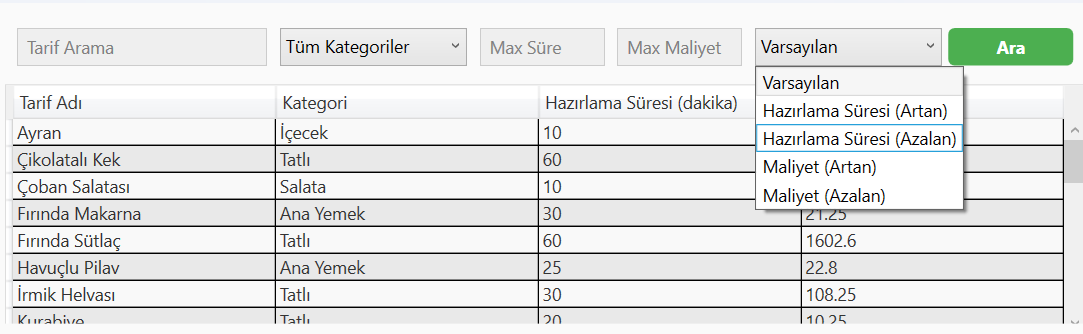 Tarif Arama Tüm Kategoriler Max Süre Max Maliyet Varsayılan Ara
Varsayılan
Hazırlama Süresi (Artan)
Hazırlama Süresi (Azalan)
Maliyet (Artan)
Maliyet (Azalan)
Tarif Adı Kategori Hazırlama Süresi (dakika)
Ayran İçecek 10
Çikolatalı Kek Tatlı 60
Çoban Salatası Salata 10
Fırında Makarna Ana Yemek 30 21.25
Fırında Sütlaç Tatlı 60 1602.6
Havuçlu Pilav Ana Yemek 25 22.8
İrmik Helvası Tatlı 30 108.25
Kurabiye Tatlı 20 10.25